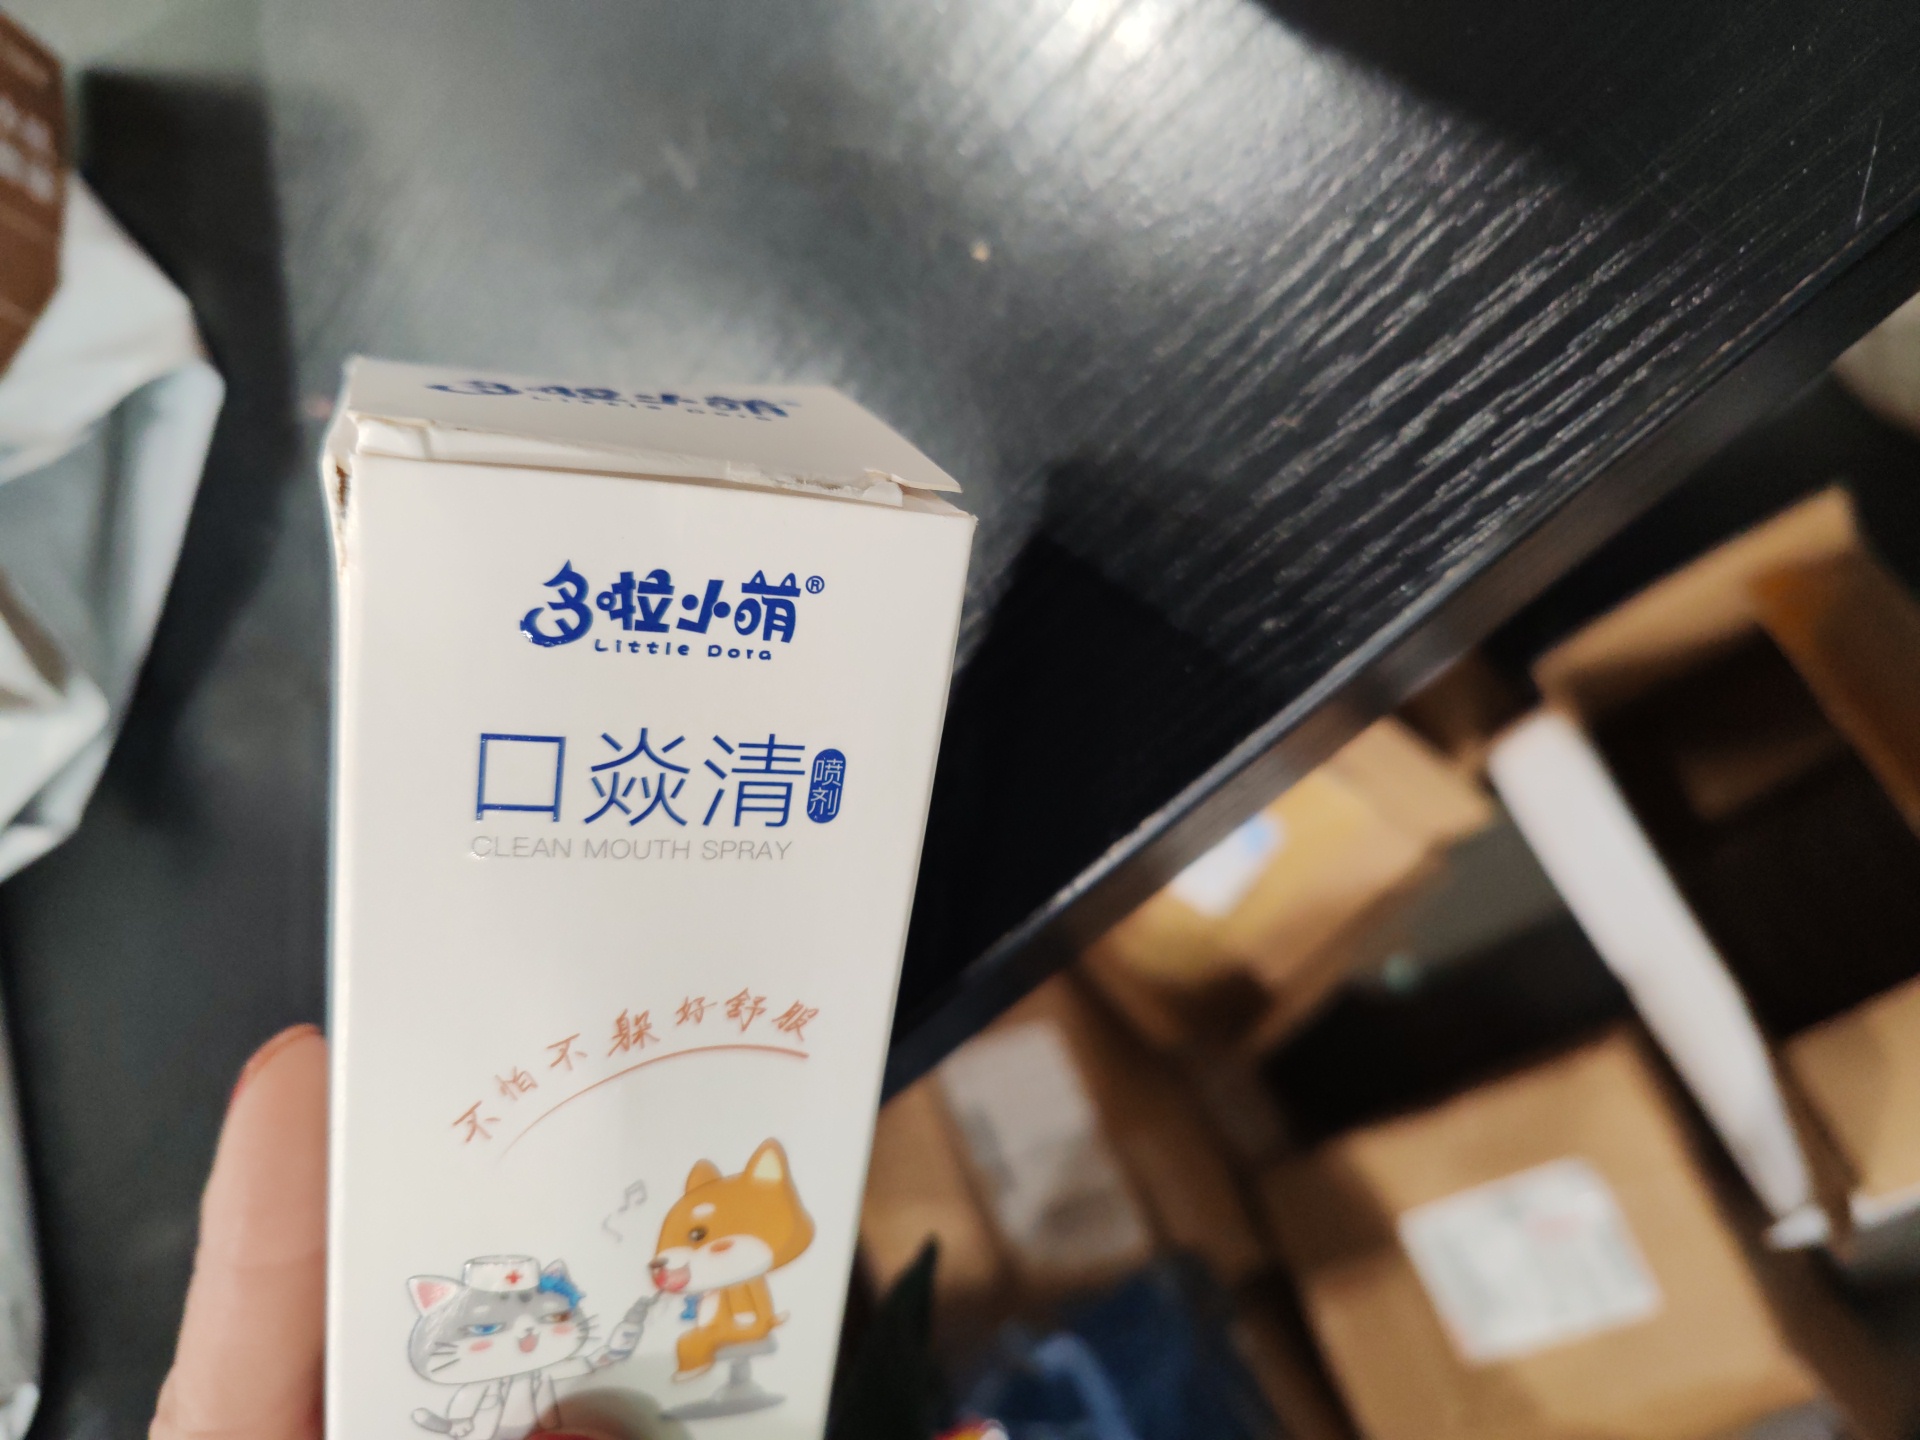 多啦小萌
Little Dora
多啦小萌®
Little Dora
口焱清
喷剂
CLEAN MOUTH SPRAY
不怕不躲好舒服